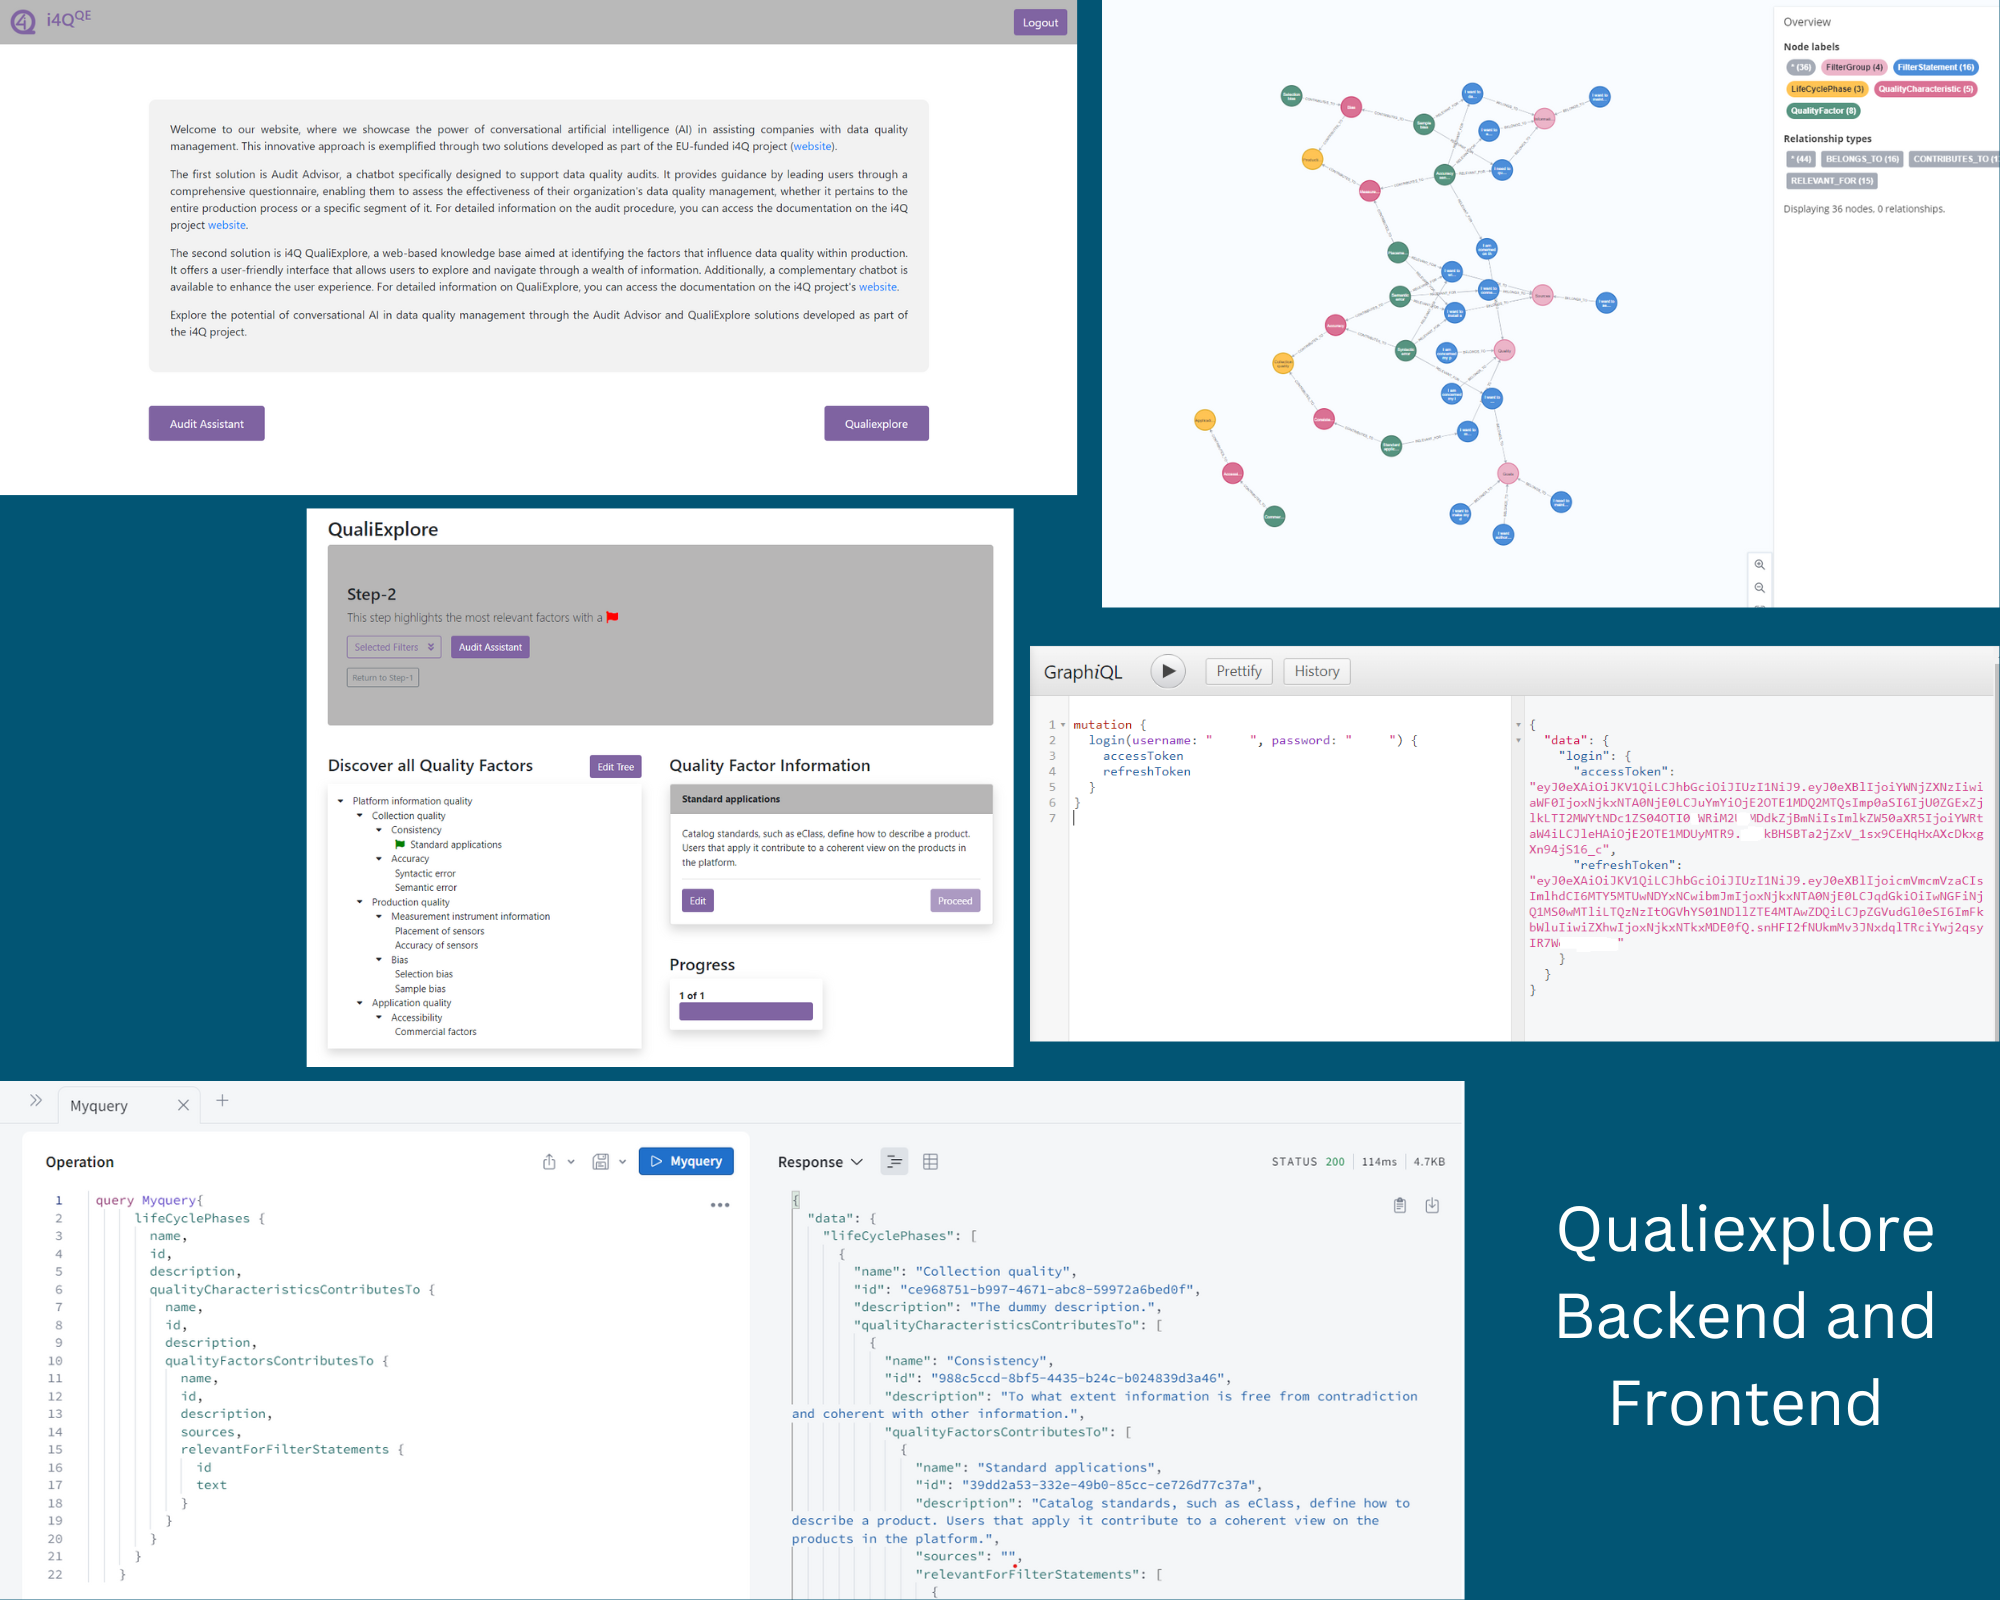 i4QQE
Logout
Welcome to our website, where we showcase the power of conversational artificial intelligence (AI) in assisting companies with data quality
management. This innovative approach is exemplified through two solutions developed as part of the EU-funded i4Q project (website).
The first solution is Audit Advisor, a chatbot specifically designed to support data quality audits. It provides guidance by leading users through a
comprehensive questionnaire, enabling them to assess the effectiveness of their organization's data quality management, whether it pertains to the
entire production process or a specific segment of it. For detailed information on the audit procedure, you can access the documentation on the i4Q
project website.
The second solution is i4Q QualiExplore, a web-based knowledge base aimed at identifying the factors that influence data quality within production.
It offers a user-friendly interface that allows users to explore and navigate through a wealth of information. Additionally, a complementary chatbot is
available to enhance the user experience. For detailed information on QualiExplore, you can access the documentation on the i4Q project's website.
Explore the potential of conversational AI in data quality management through the Audit Advisor and QualiExplore solutions developed as part of
the i4Q project.
Audit Assistant
Qualiexplore
Overview
Node labels
* (36) FilterGroup (4) FilterStatement (16)
LifeCyclePhase (3) QualityCharacteristic (5)
QualityFactor (8)
Relationship types
* (44) BELONGS_TO (16) CONTRIBUTES_TO (1
RELEVANT_FOR (15)
Displaying 36 nodes, 0 relationships.
QualiExplore
Step-2
This step highlights the most relevant factors with a
Selected Filters
Audit Assistant
Return to Step-1
Discover all Quality Factors
Edit Tree
Platform information quality
Collection quality
Consistency
Standard applications
Accuracy
Syntactic error
Semantic error
Production quality
Measurement instrument information
Placement of sensors
Accuracy of sensors
Bias
Selection bias
Sample bias
Application quality
Accessibility
Commercial factors
Quality Factor Information
Standard applications
Catalog standards, such as eClass, define how to describe a product.
Users that apply it contribute to a coherent view on the products in
the platform.
Edit
Proceed
Progress
1 of 1
GraphiQL
Prettify
History
1 mutation {
2 login(username: " ", password: " ") {
3 accessToken
4 refreshToken
5 }
6 }
7
{
"data": {
"login": {
"accessToken":
"refreshToken":
}
}
}
Myquery
Operation
Myquery
1 query Myquery{
2 lifeCyclePhases {
3 name,
4 id,
5 description,
6 qualityCharacteristicsContributesTo {
7 name,
8 id,
9 description,
10 qualityFactorsContributesTo {
11 name,
12 id,
13 description,
14 sources,
15 relevantForFilterStatements {
16 id
17 text
18 }
19 }
20 }
21 }
22 }
Response
STATUS 200 114ms 4.7KB
{
"data": {
"lifeCyclePhases": [
{
"name": "Collection quality",
"id": "ce968751-b997-4671-abc8-59972a6bed0f",
"description": "The dummy description.",
"qualityCharacteristicsContributesTo": [
{
"name": "Consistency",
"id": "988c5ccd-8bf5-4435-b24c-b024839d3a46",
"description": "To what extent information is free from contradiction
and coherent with other information.",
"qualityFactorsContributesTo": [
{
"name": "Standard applications",
"id": "39dd2a53-332e-49b0-85cc-ce726d77c37a",
"description": "Catalog standards, such as eClass, define how to
describe a product. Users that apply it contribute to a coherent view on the
products in the platform.",
"sources": "",
"relevantForFilterStatements": [
{
Qualiexplore
Backend and
Frontend